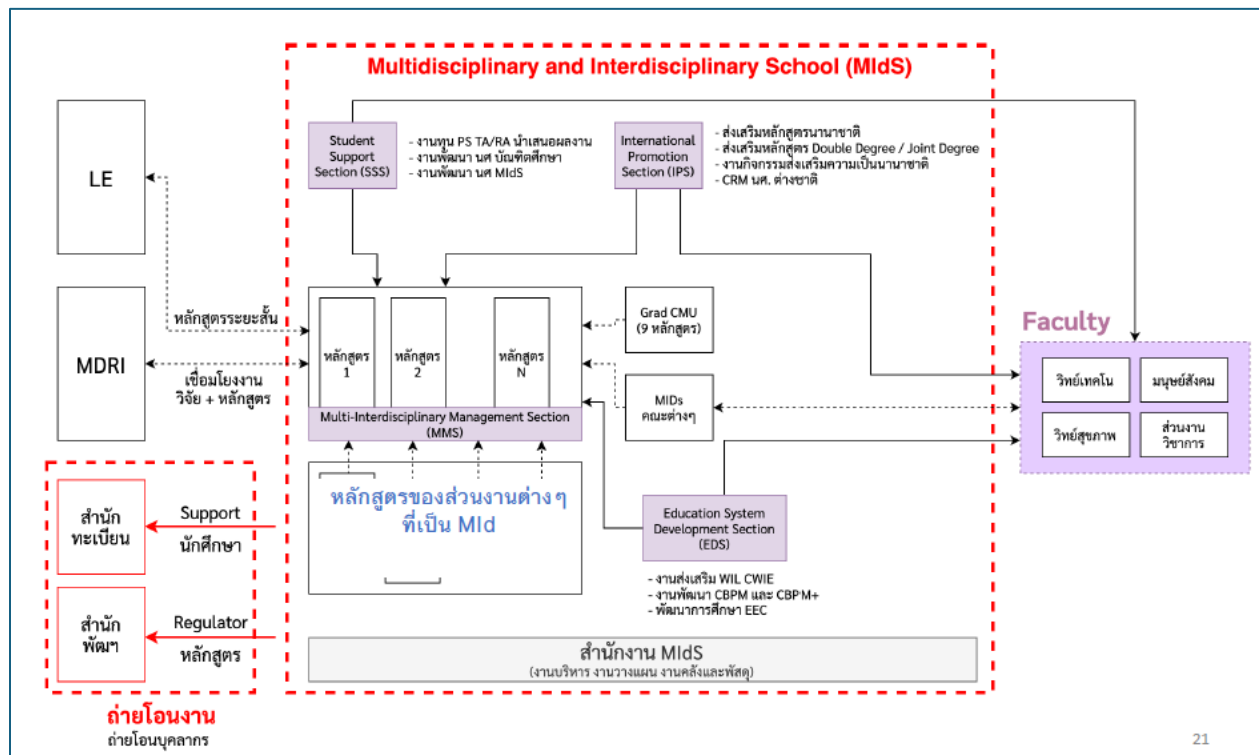 Multidisciplinary and Interdisciplinary School (MIdS)
LE
MDRI
หลักสูตรระยะสั้น
เชื่อมโยงงาน
วิจัย + หลักสูตร
Student
Support
Section (SSS)
- งานทุน PS TA/RA นำเสนอผลงาน
- งานพัฒนา นศ บัณฑิตศึกษา
- งานพัฒนา นศ MIdS
International
Promotion
Section (IPS)
- ส่งเสริมหลักสูตรนานาชาติ
- ส่งเสริมหลักสูตร Double Degree / Joint Degree
- งานกิจกรรมส่งเสริมความเป็นนานาชาติ
- CRM นศ. ต่างชาติ
หลักสูตร
1
หลักสูตร
2
หลักสูตร
N
Multi-Interdisciplinary Management Section
(MMS)
Grad CMU
(9 หลักสูตร)
MIDs
คณะต่างๆ
Faculty
วิทย์เทคโน
มนุษย์สังคม
วิทย์สุขภาพ
ส่วนงาน
วิชาการ
หลักสูตรของส่วนงานต่าง ๆ
ที่เป็น MId
Education System
Development Section
(EDS)
- งานส่งเสริม WIL CWIE
- งานพัฒนา CBPM และ CBPM+
- พัฒนาการศึกษา EEC
สำนัก
ทะเบียน
Support
นักศึกษา
สำนัก
พัฒฯ
Regulator
หลักสูตร
สำนักงาน MIdS
(งานบริหาร งานวางแผน งานคลังและพัสดุ)
ถ่ายโอนงาน
ถ่ายโอนบุคลากร
21